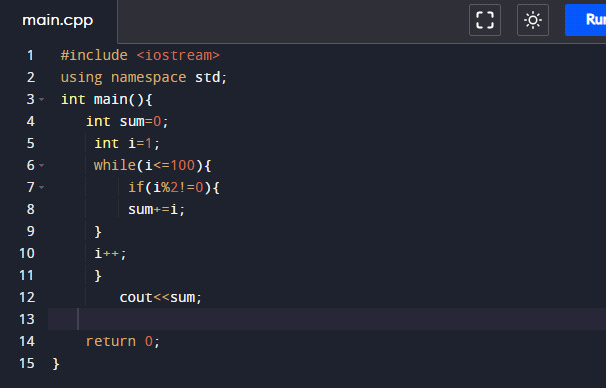 main.cpp
Ru
1 #include <iostream>
2 using namespace std;
3 int main(){
4 int sum=0;
5 int i=1;
6 while(i<=100){
7 if(i%2!=0){
8 sum+=i;
9 }
10 i++;
11 }
12 cout<<sum;
13
14 return 0;
15 }